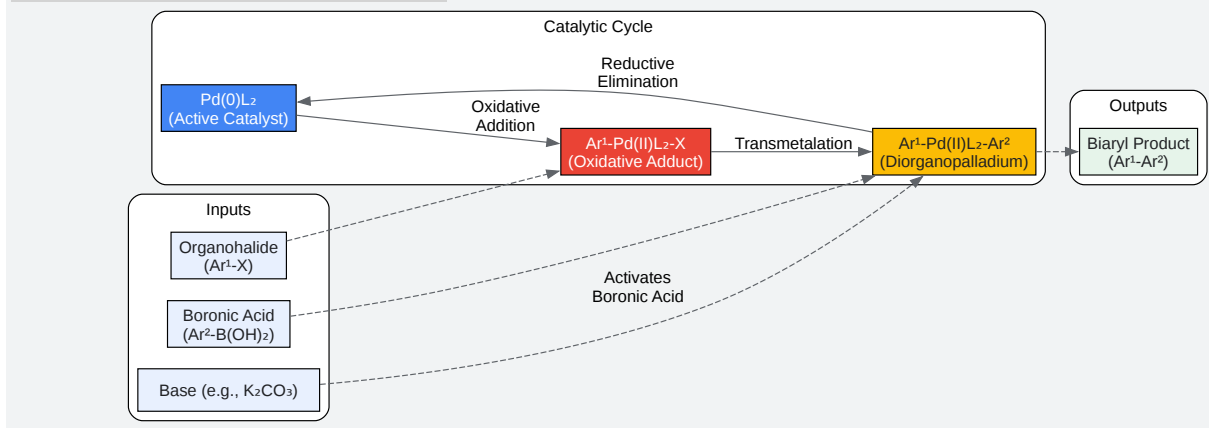 Catalytic Cycle
Reductive
Elimination
Pd(0)L₂
(Active Catalyst)
Oxidative
Addition
Ar¹-Pd(II)L₂-X
(Oxidative Adduct)
Transmetalation
Ar¹-Pd(II)L₂-Ar²
(Diorganopalladium)
Outputs
Biaryl Product
(Ar¹-Ar²)
Inputs
Organohalide
(Ar¹-X)
Boronic Acid
(Ar²-B(OH)₂)
Activates
Boronic Acid
Base (e.g., K₂CO₃)